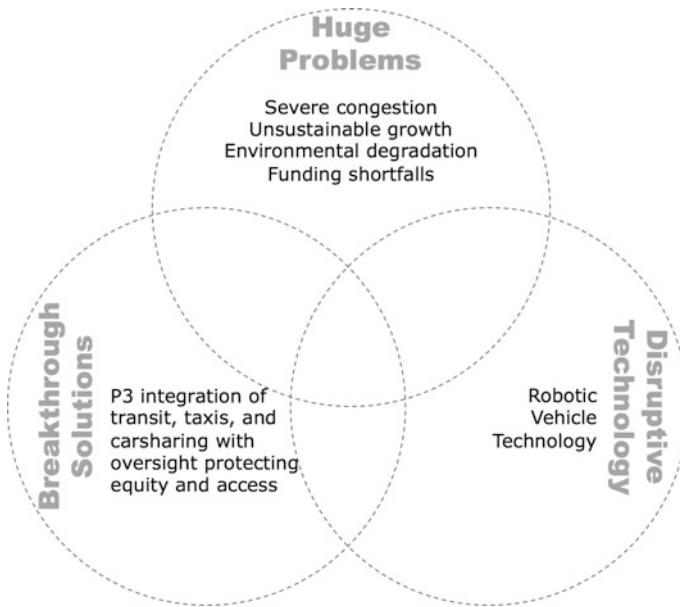 Huge
Problems
Severe congestion
Unsustainable growth
Environmental degradation
Funding shortfalls
Breakthrough
Solutions
P3 integration of
transit, taxis, and
carsharing with
oversight protecting
equity and access
Disruptive
Technology
Robotic
Vehicle
Technology